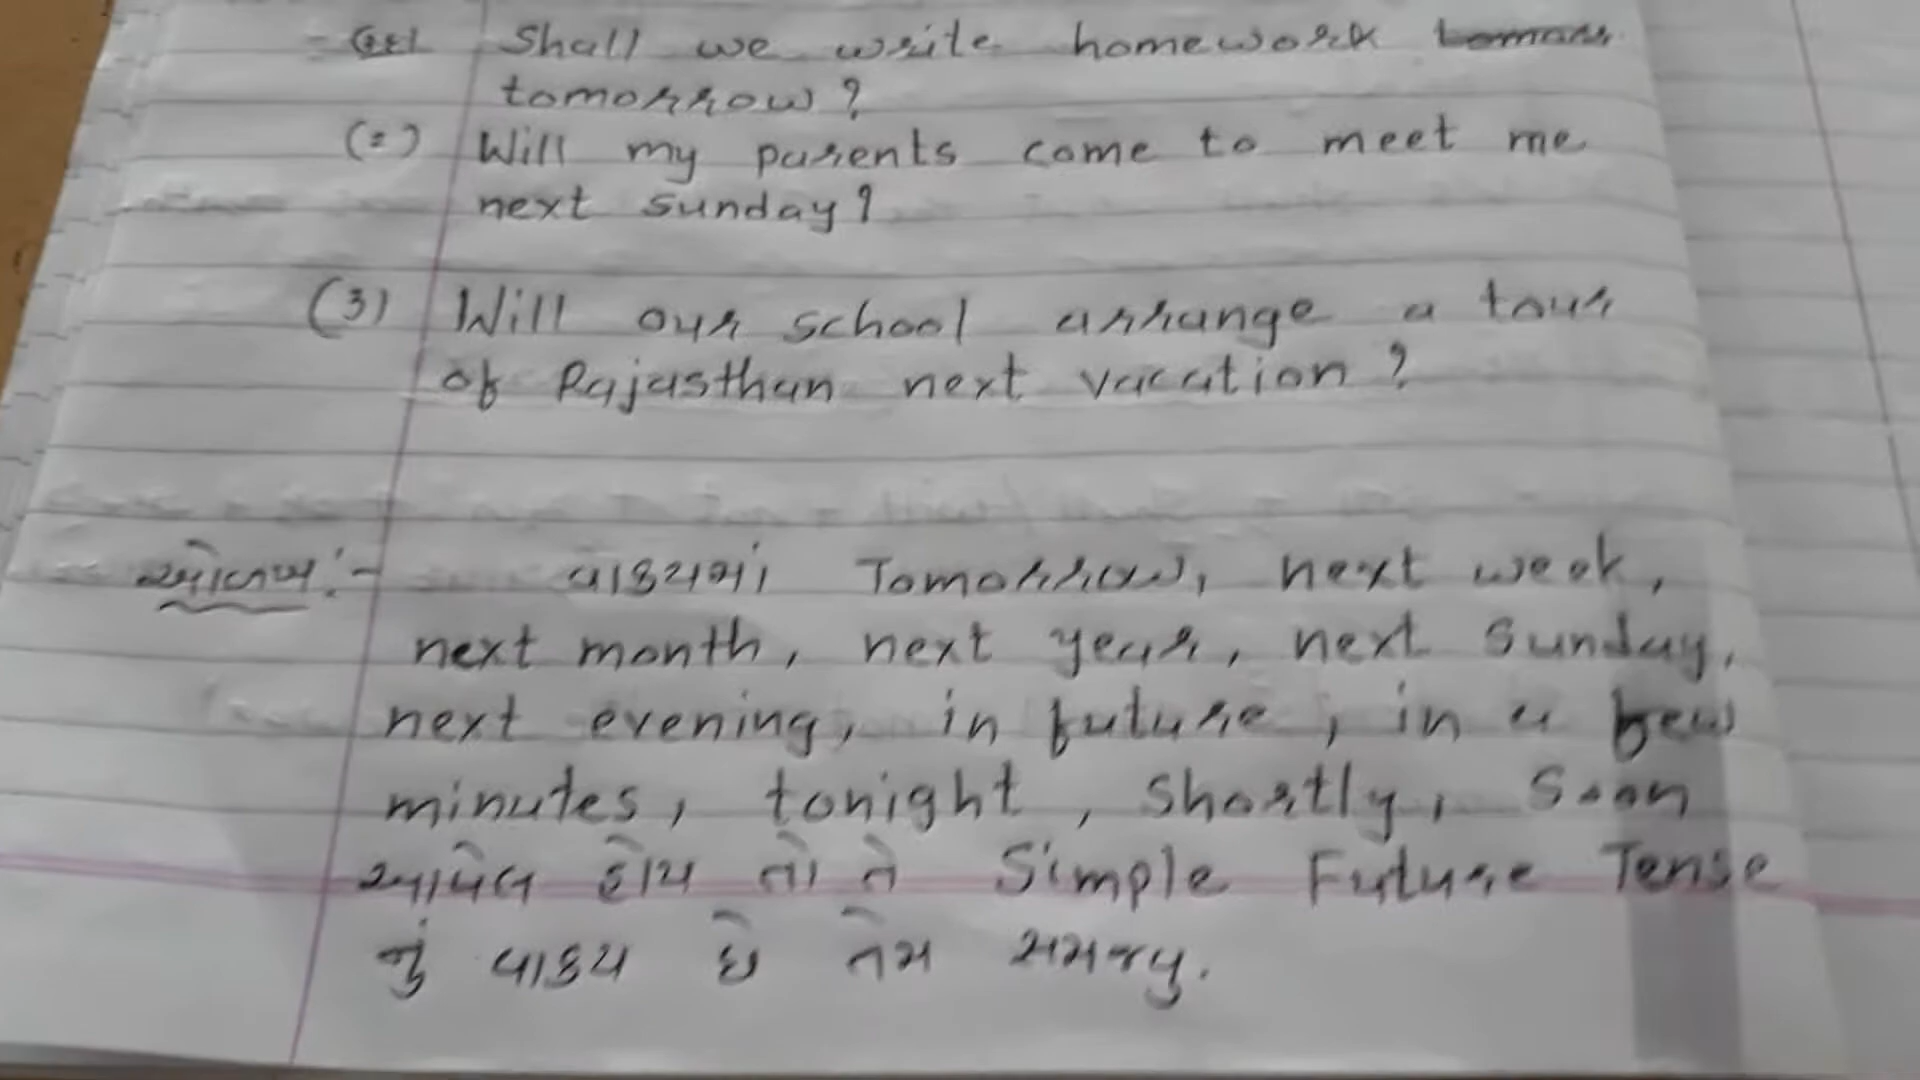 Shall we write homework
tomorrow?
(2) Will my parents come to meet me
next sunday?
(3) Will our school arrange a tour
of Rajasthan next vacation?
ઓળખ :- વાક્યમાં Tomorrow, next week,
next month, next year, next Sunday,
next evening, in future, in a few
minutes, tonight, shortly, Soon
આપેલ હોય તો તે Simple Future Tense
નું વાક્ય છે તેમ સમજવુ.